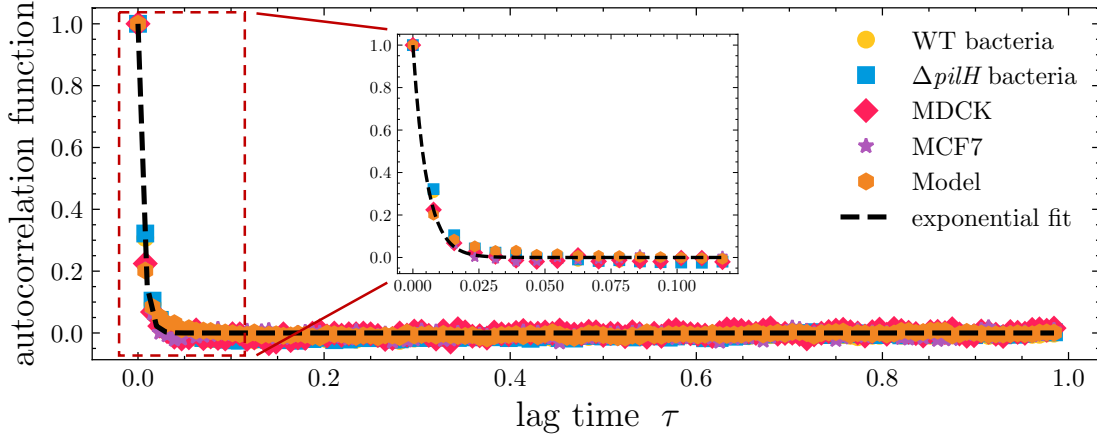 autocorrelation function
1.0
0.8
0.6
0.4
0.2
0.0
0.0
0.2
0.4
0.6
0.8
1.0
lag time τ
1.0
0.8
0.6
0.4
0.2
0.0
0.000
0.025
0.050
0.075
0.100
WT bacteria
ΔpilH bacteria
MDCK
MCF7
Model
exponential fit